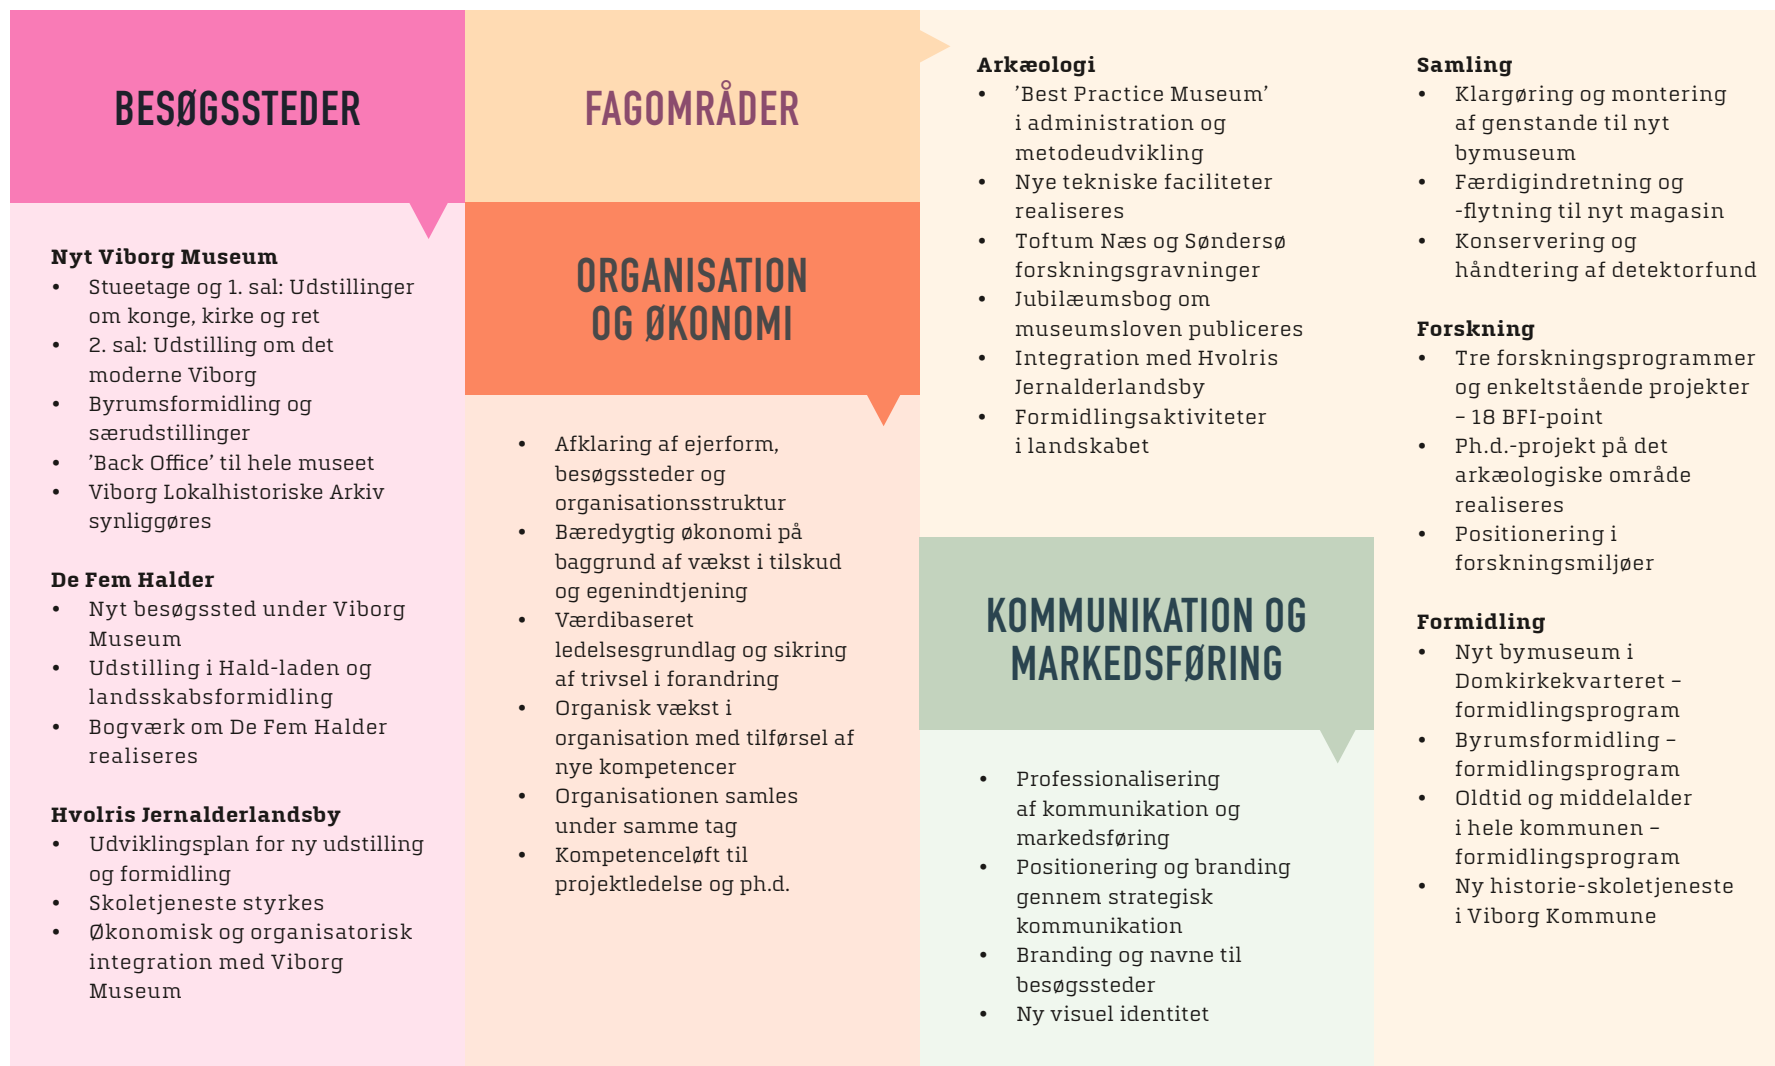 BESØGSSTEDER
Nyt Viborg Museum
• Stueetage og 1. sal: Udstillinger
om konge, kirke og ret
• 2. sal: Udstilling om det
moderne Viborg
• Byrumsformidling og
særudstillinger
• ’Back Office’ til hele museet
• Viborg Lokalhistoriske Arkiv
synliggøres
De Fem Halder
• Nyt besøgssted under Viborg
Museum
• Udstilling i Hald-laden og
landsskabsformidling
• Bogværk om De Fem Halder
realiseres
Hvolris Jernalderlandsby
• Udviklingsplan for ny udstilling
og formidling
• Skoletjeneste styrkes
• Økonomisk og organisatorisk
integration med Viborg
Museum
FAGOMRÅDER
ORGANISATION
OG ØKONOMI
• Afklaring af ejerform,
besøgssteder og
organisationsstruktur
• Bæredygtig økonomi på
baggrund af vækst i tilskud
og egenindtjening
• Værdibaseret
ledelsesgrundlag og sikring
af trivsel i forandring
• Organisk vækst i
organisation med tilførsel af
nye kompetencer
• Organisationen samles
under samme tag
• Kompetenceløft til
projektledelse og ph.d.
Arkæologi
• ’Best Practice Museum’
i administration og
metodeudvikling
• Nye tekniske faciliteter
realiseres
• Toftum Næs og Søndersø
forskningsgravninger
• Jubilæumsbog om
museumsloven publiceres
• Integration med Hvolris
Jernalderlandsby
• Formidlingsaktiviteter
i landskabet
KOMMUNIKATION OG
MARKEDSFØRING
• Professionalisering
af kommunikation og
markedsføring
• Positionering og branding
gennem strategisk
kommunikation
• Branding og navne til
besøgssteder
• Ny visuel identitet
Samling
• Klargøring og montering
af genstande til nyt
bymuseum
• Færdigindretning og
-flytning til nyt magasin
• Konservering og
håndtering af detektorfund
Forskning
• Tre forskningsprogrammer
og enkeltstående projekter
– 18 BFI-point
• Ph.d.-projekt på det
arkæologiske område
realiseres
• Positionering i
forskningsmiljøer
Formidling
• Nyt bymuseum i
Domkirkekvarteret –
formidlingsprogram
• Byrumsformidling –
formidlingsprogram
• Oldtid og middelalder
i hele kommunen –
formidlingsprogram
• Ny historie-skoletjeneste
i Viborg Kommune